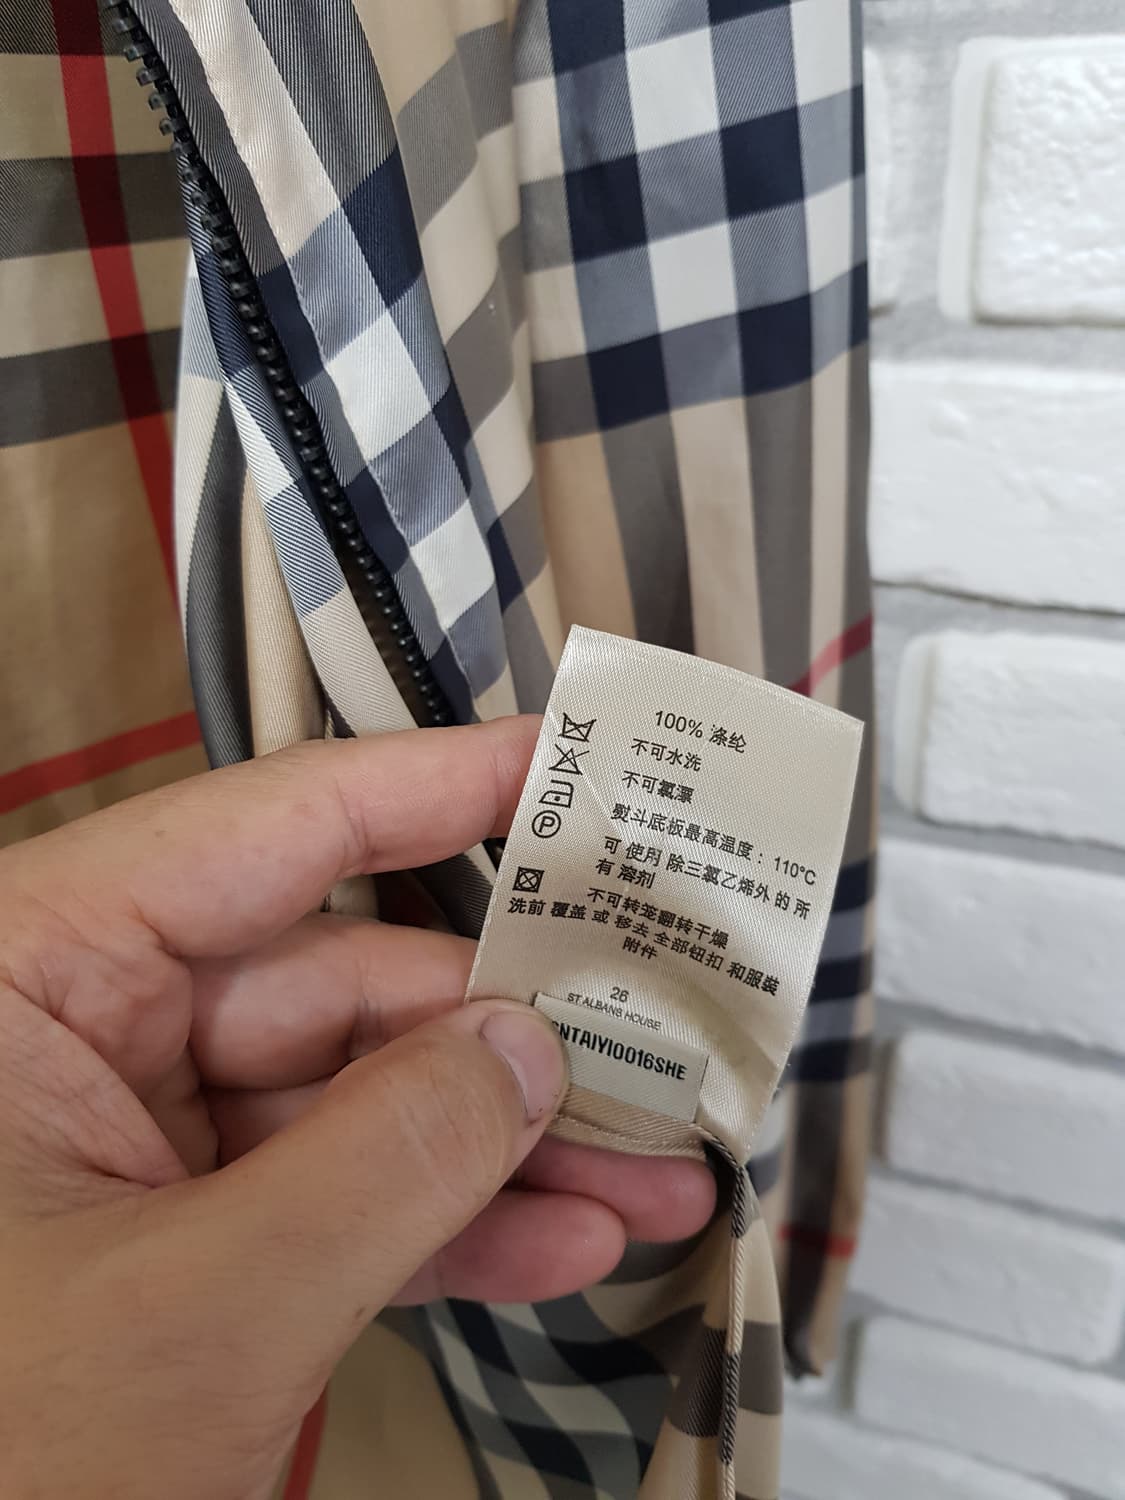 100% 涤纶
不可水洗
不可氯漂
熨斗底板最高温度：110°C
可 使用 除三氯乙烯外 的 所
有 溶剂
不可转笼翻转干燥
洗前 覆盖 或 移去 全部钮扣 和服装
附件
26
ST ALBANS HOUSE
NTAIYI0016SHE
P